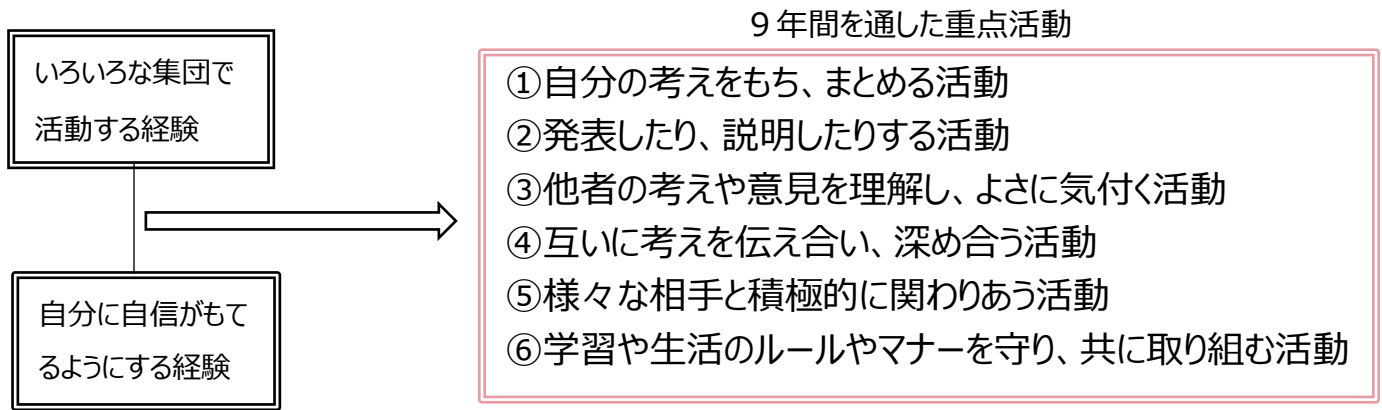 ９年間を通した重点活動
いろいろな集団で
活動する経験
自分に自信がもて
るようにする経験
①自分の考えをもち、まとめる活動
②発表したり、説明したりする活動
③他者の考えや意見を理解し、よさに気付く活動
④互いに考えを伝え合い、深め合う活動
⑤様々な相手と積極的に関わりあう活動
⑥学習や生活のルールやマナーを守り、共に取り組む活動